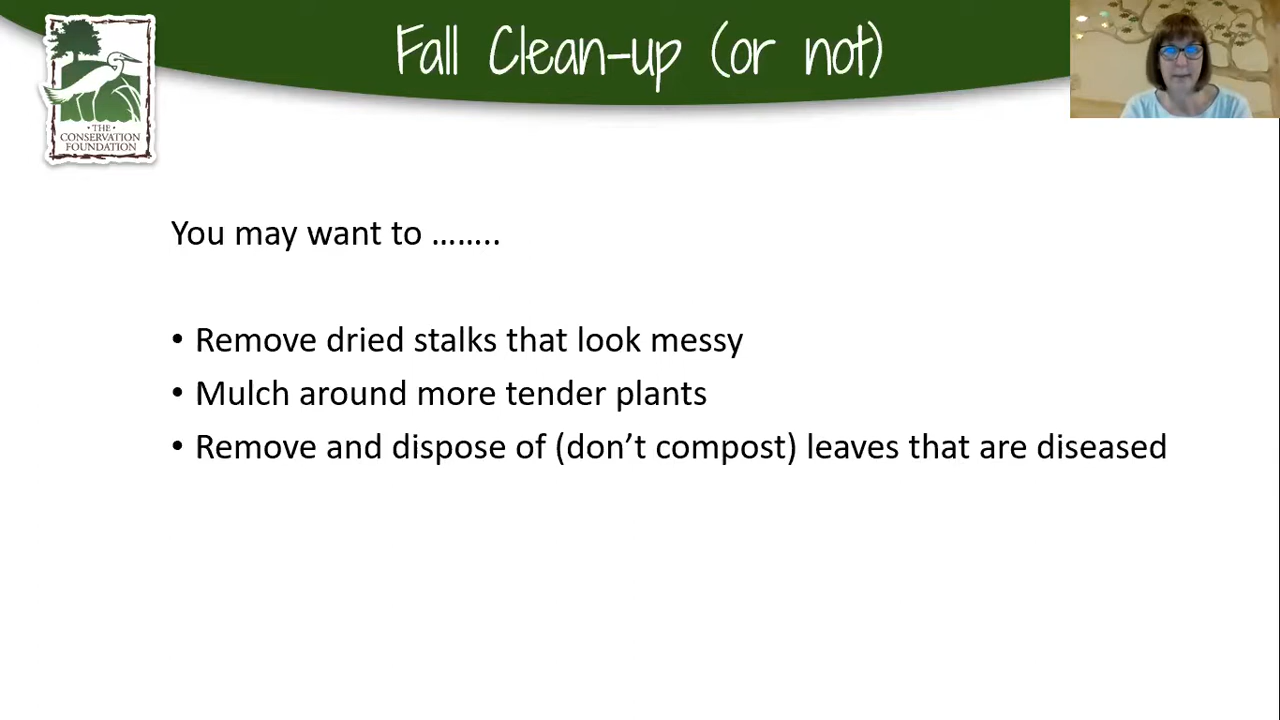 Fall Clean-up (or not)
• THE •
CONSERVATION
FOUNDATION
You may want to ……..
• Remove dried stalks that look messy
• Mulch around more tender plants
• Remove and dispose of (don’t compost) leaves that are diseased